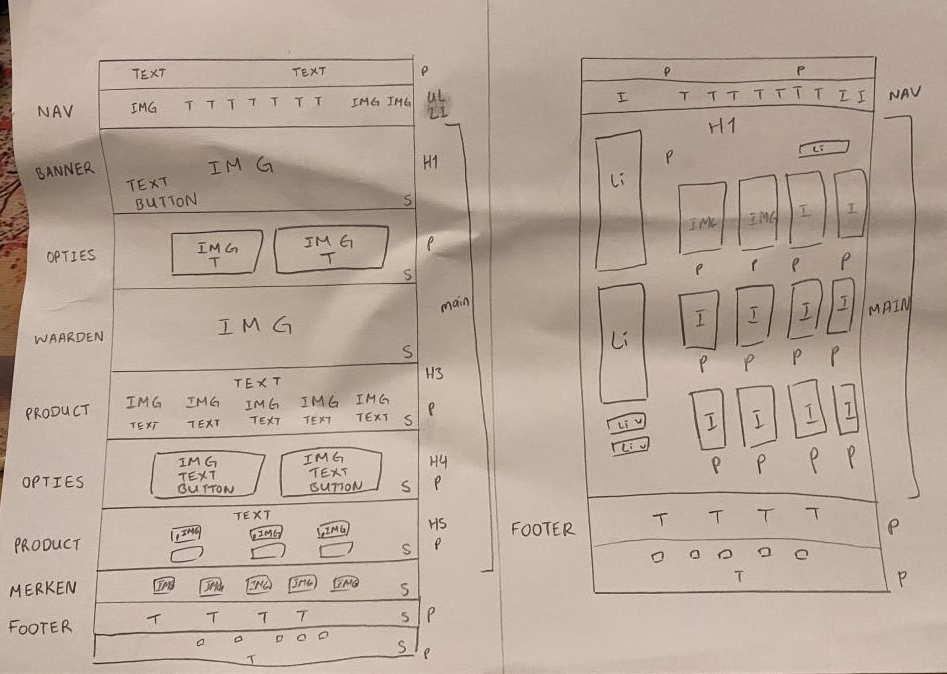 TEXT TEXT P
NAV IMG T T T T T T T IMG IMG UL
LI
BANNER IMG H1
TEXT
BUTTON S
OPTIES IMG IMG P
T T
S
main
WAARDEN IMG
S
TEXT H3
PRODUCT IMG IMG IMG IMG IMG P
TEXT TEXT TEXT TEXT TEXT S
OPTIES IMG IMG H4
TEXT TEXT P
BUTTON BUTTON S
TEXT H5
PRODUCT IMG IMG IMG P
S
MERKEN IMG IMG IMG IMG IMG S
FOOTER T T T T S P
S
T P
P P
I T T T T T T T I I NAV
H1
Li P Li
IMG IMG I I
P P P P
Li I I I I MAIN
P P P P
Li v
Li v
I I I I
P P P P
FOOTER T T T T P
T P